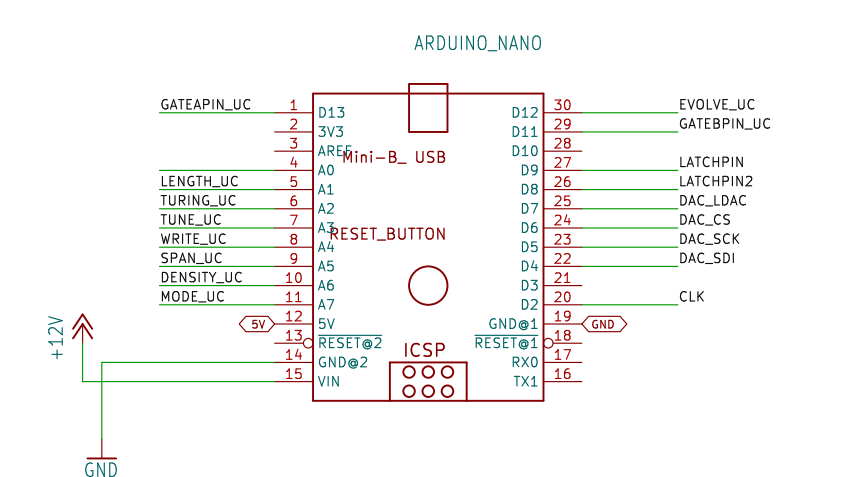 ARDUINO_NANO
GATEAPIN_UC 1 D13 D12 30 EVOLVE_UC
2 3V3 D11 29 GATEBPIN_UC
3 AREF D10 28
Mini-B_ USB
4 A0 D9 27 LATCHPIN
LENGTH_UC 5 A1 D8 26 LATCHPIN2
TURING_UC 6 A2 D7 25 DAC_LDAC
TUNE_UC 7 A3 D6 24 DAC_CS
RESET_BUTTON
WRITE_UC 8 A4 D5 23 DAC_SCK
SPAN_UC 9 A5 D4 22 DAC_SDI
DENSITY_UC 10 A6 D3 21
MODE_UC 11 A7 D2 20 CLK
5V 12 5V GND@1 19 GND
+12V
13 RESET@2 RESET@1 18
ICSP
14 GND@2 RX0 17
15 VIN TX1 16
GND